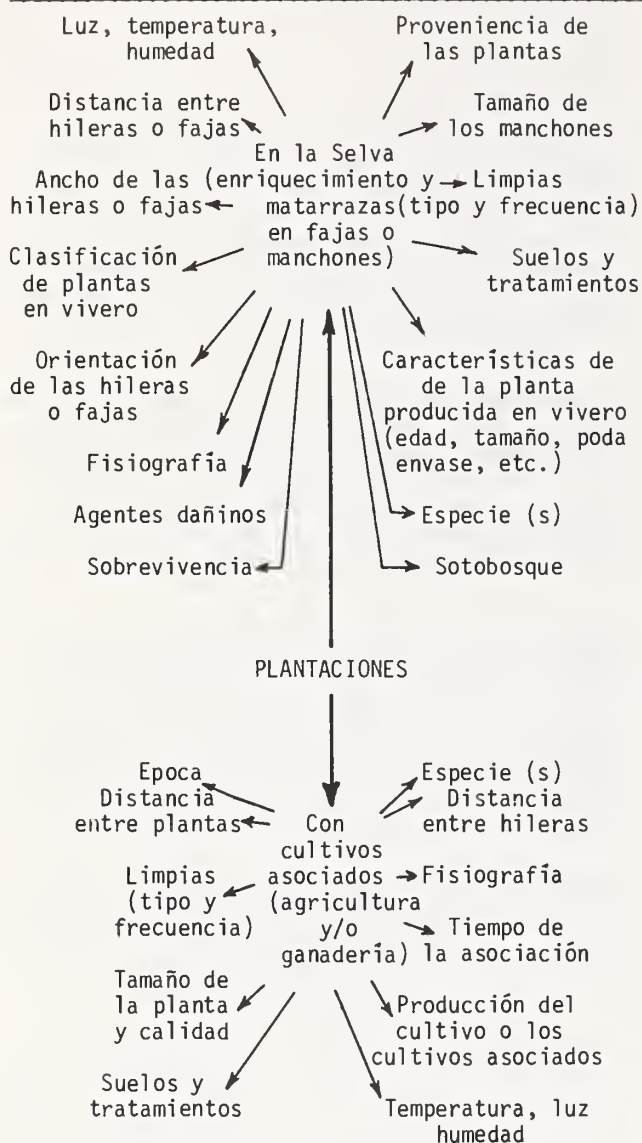 Luz, temperatura,
humedad
Proveniencia de
las plantas
Distancia entre
hileras o fajas
Tamaño de
los manchones
En la Selva
(enriquecimiento y
matarrazas
en fajas o
manchones)
Ancho de las
hileras o fajas
Limpias
(tipo y frecuencia)
Clasificación
de plantas
en vivero
Suelos y
tratamientos
Orientación
de las hileras
o fajas
Características de
de la planta
producida en vivero
(edad, tamaño, poda
envase, etc.)
Fisiografía
Agentes dañinos
Especie (s)
Sobrevivencia
Sotobosque
PLANTACIONES
Epoca
Distancia
entre plantas
Especie (s)
Distancia
entre hileras
Con
cultivos
asociados
(agricultura
y/o
ganadería)
Limpias
(tipo y
frecuencia)
Fisiografía
Tiempo de
la asociación
Tamaño de
la planta
y calidad
Producción del
cultivo o los
cultivos asociados
Suelos y
tratamientos
Temperatura, luz
humedad